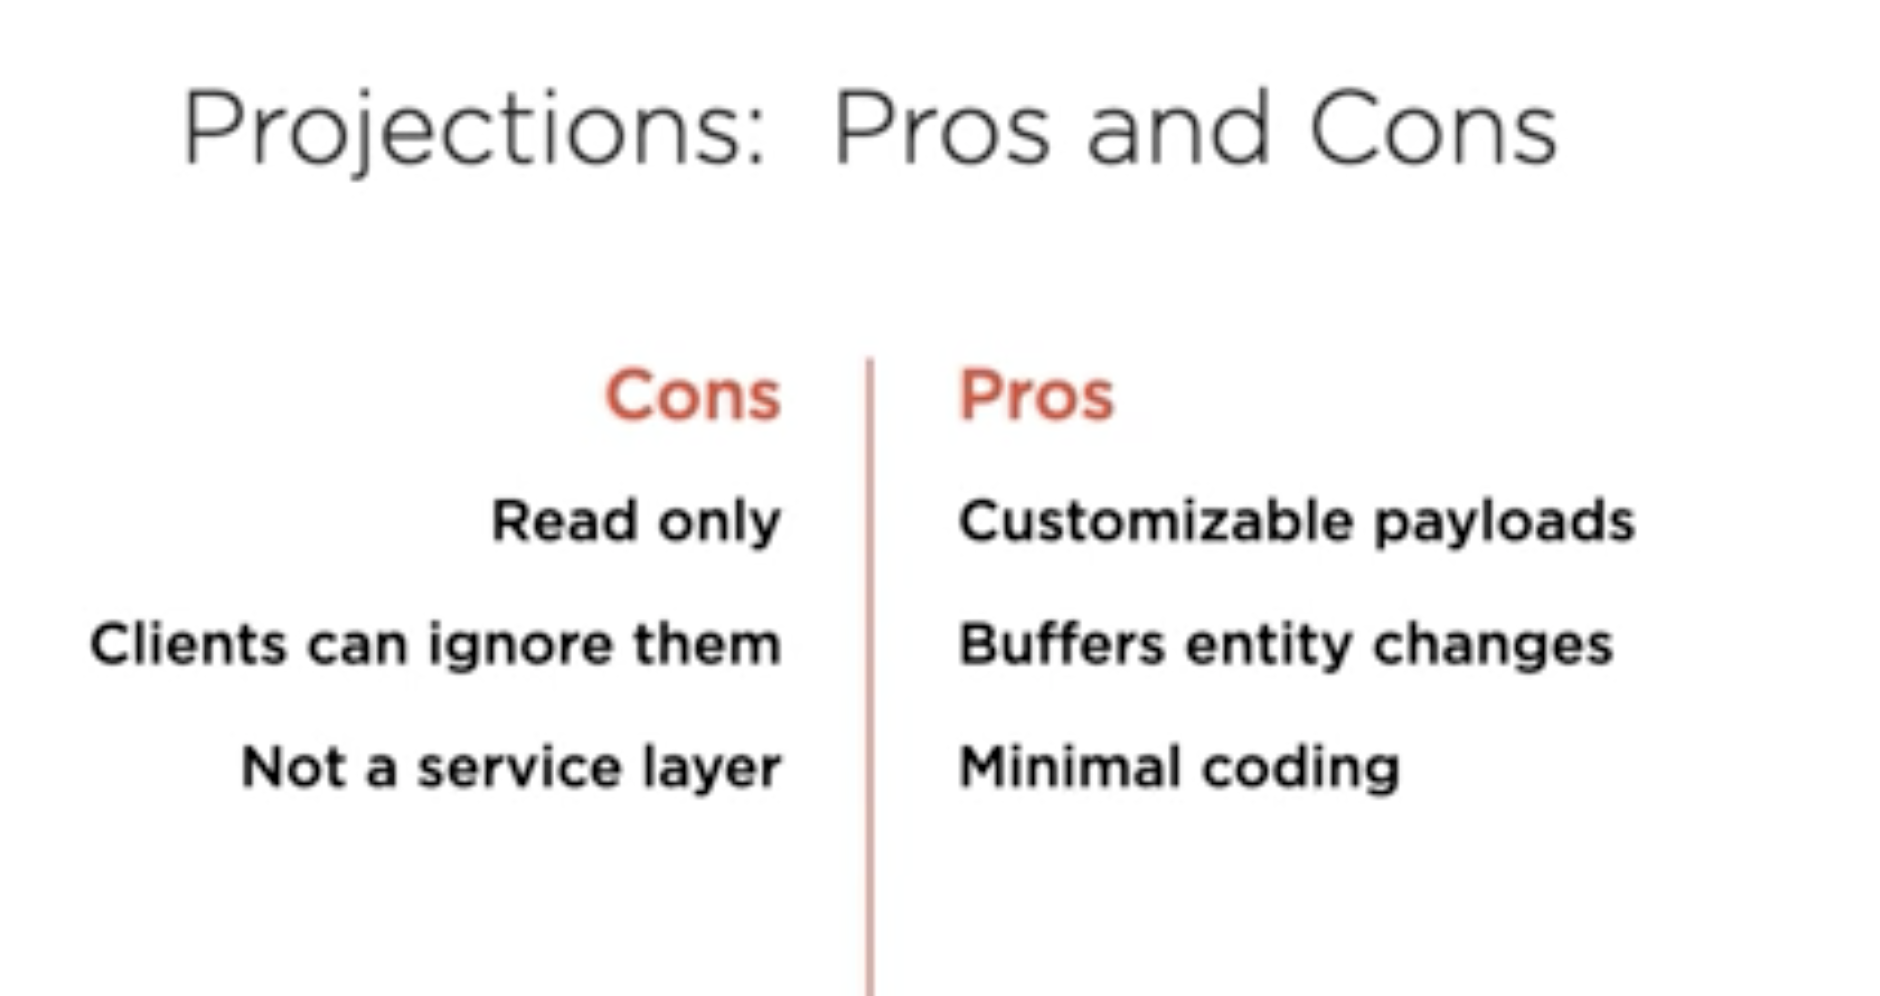 Projections: Pros and Cons
Cons
Read only
Clients can ignore them
Not a service layer
Pros
Customizable payloads
Buffers entity changes
Minimal coding